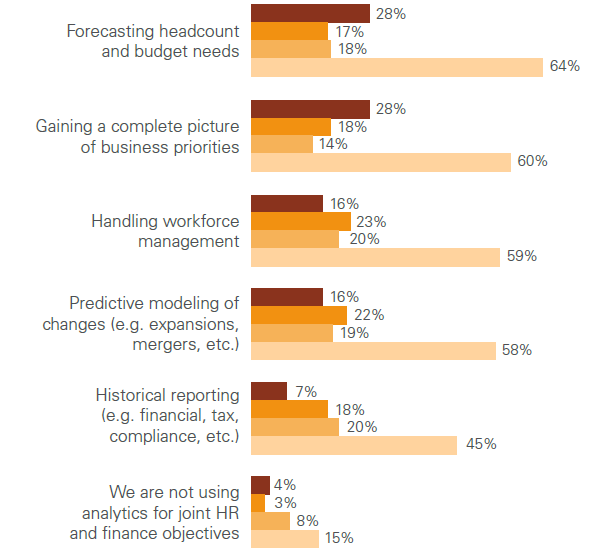 Forecasting headcount
and budget needs
28%
17%
18%
64%
Gaining a complete picture
of business priorities
28%
18%
14%
60%
Handling workforce
management
16%
23%
20%
59%
Predictive modeling of
changes (e.g. expansions,
mergers, etc.)
16%
22%
19%
58%
Historical reporting
(e.g. financial, tax,
compliance, etc.)
7%
18%
20%
45%
We are not using
analytics for joint HR
and finance objectives
4%
3%
8%
15%